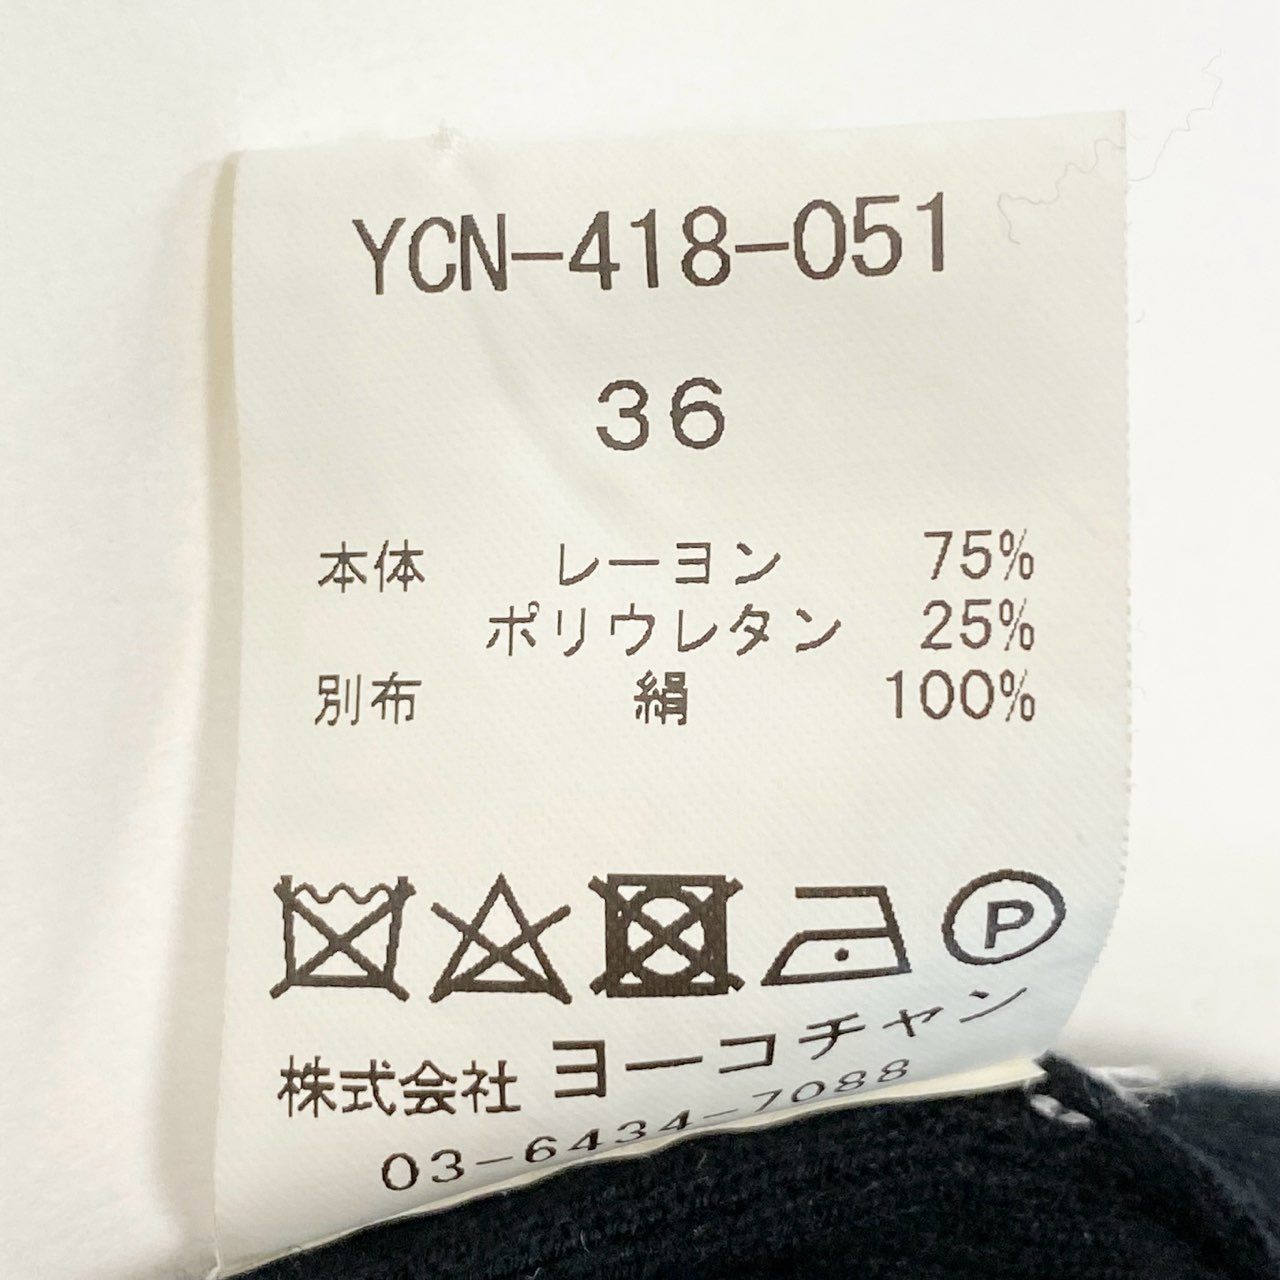 YCN-418-051
36
本体 レーヨン 75%
ポリウレタン 25%
別布 絹 100%
P
株式会社 ヨーコチャン
03-6434-7088